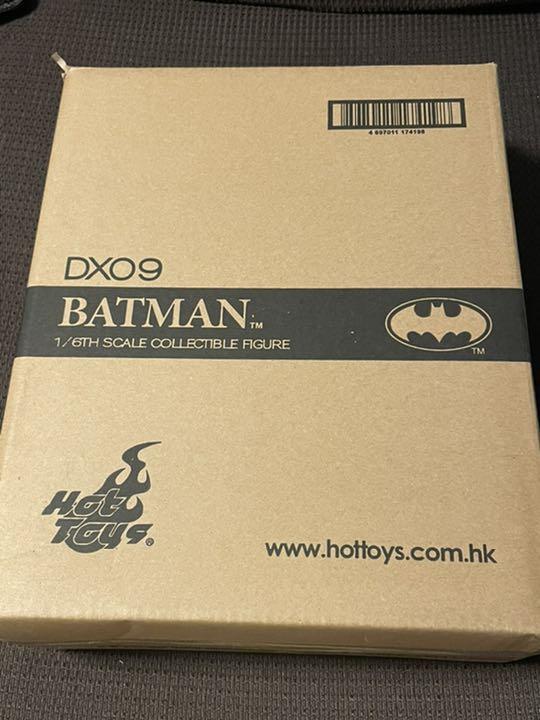 4 897011 174198
DX09
BATMAN™
1/6TH SCALE COLLECTIBLE FIGURE
TM
Hot
Toys®
www.hottoys.com.hk